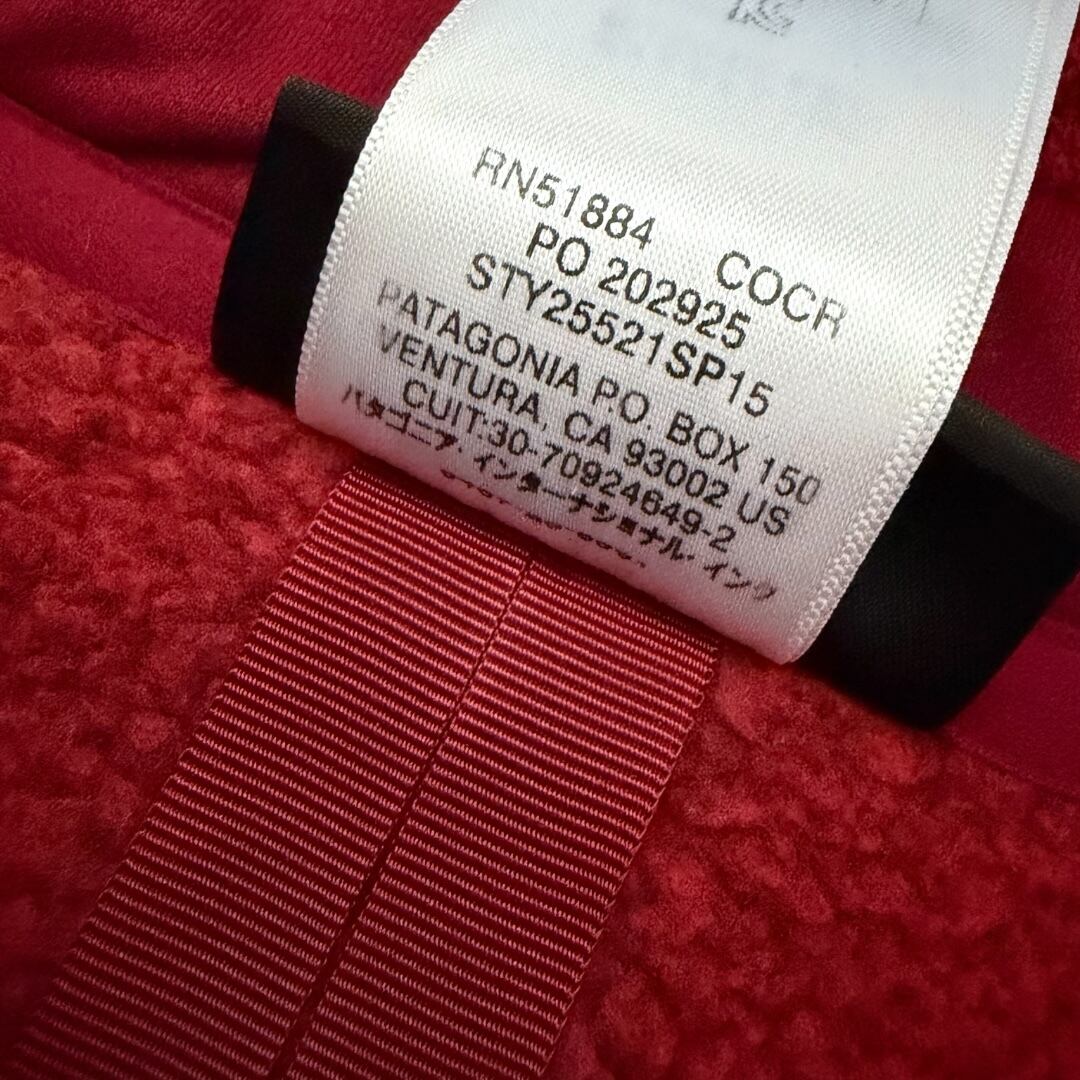 RN51884 COCR
PO 202925
STY25521SP15
PATAGONIA P.O. BOX 150
VENTURA, CA 93002 US
CUIT:30-70924649-2
パタゴニア・インターナショナル・インク